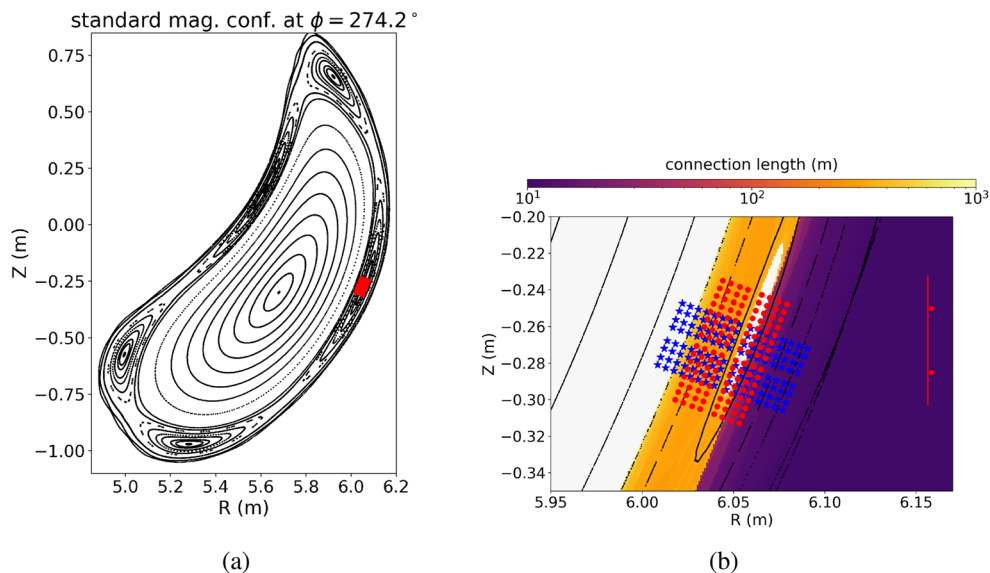 standard mag. conf. at ϕ = 274.2°
0.75
0.50
0.25
0.00
−0.25
−0.50
−0.75
−1.00
Z (m)
5.0 5.2 5.4 5.6 5.8 6.0 6.2
R (m)
(a)
connection length (m)
10¹ 10² 10³
−0.20
−0.24
−0.26
−0.28
−0.30
−0.32
−0.34
Z (m)
5.95 6.00 6.05 6.10 6.15
R (m)
(b)